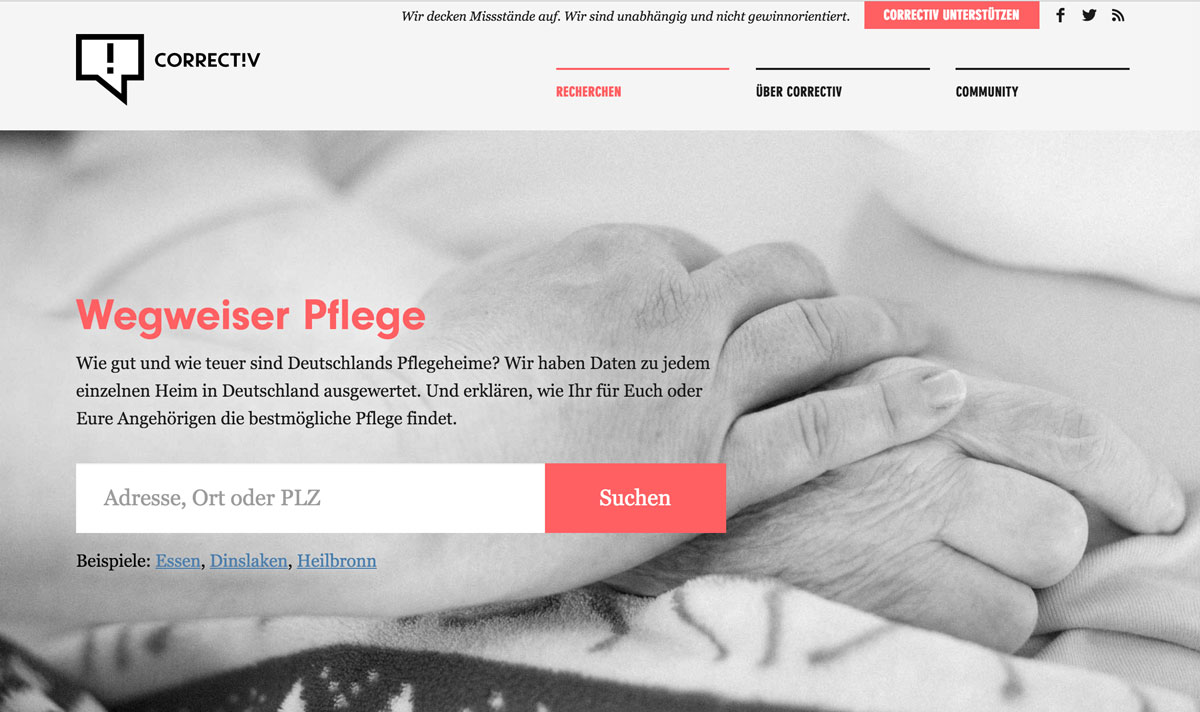 Wir decken Missstände auf. Wir sind unabhängig und nicht gewinnorientiert.
CORRECTIV UNTERSTÜTZEN
!
CORRECT!V
RECHERCHEN
ÜBER CORRECTIV
COMMUNITY
Wegweiser Pflege
Wie gut und wie teuer sind Deutschlands Pflegeheime? Wir haben Daten zu jedem
einzelnen Heim in Deutschland ausgewertet. Und erklären, wie Ihr für Euch oder
Eure Angehörigen die bestmögliche Pflege findet.
Adresse, Ort oder PLZ
Suchen
Beispiele: Essen, Dinslaken, Heilbronn